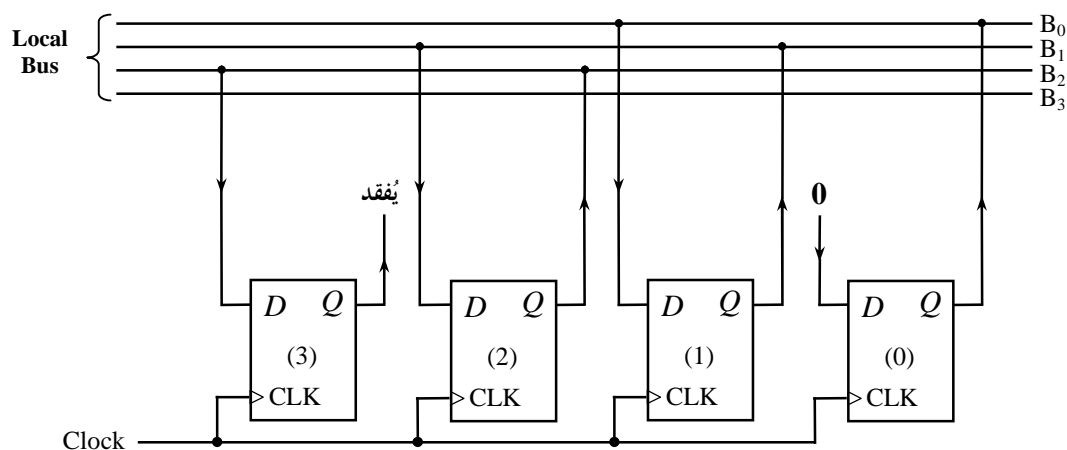 Local
Bus
B₀
B₁
B₂
B₃
يُفقد
0
D Q
(3)
CLK
D Q
(2)
CLK
D Q
(1)
CLK
D Q
(0)
CLK
Clock